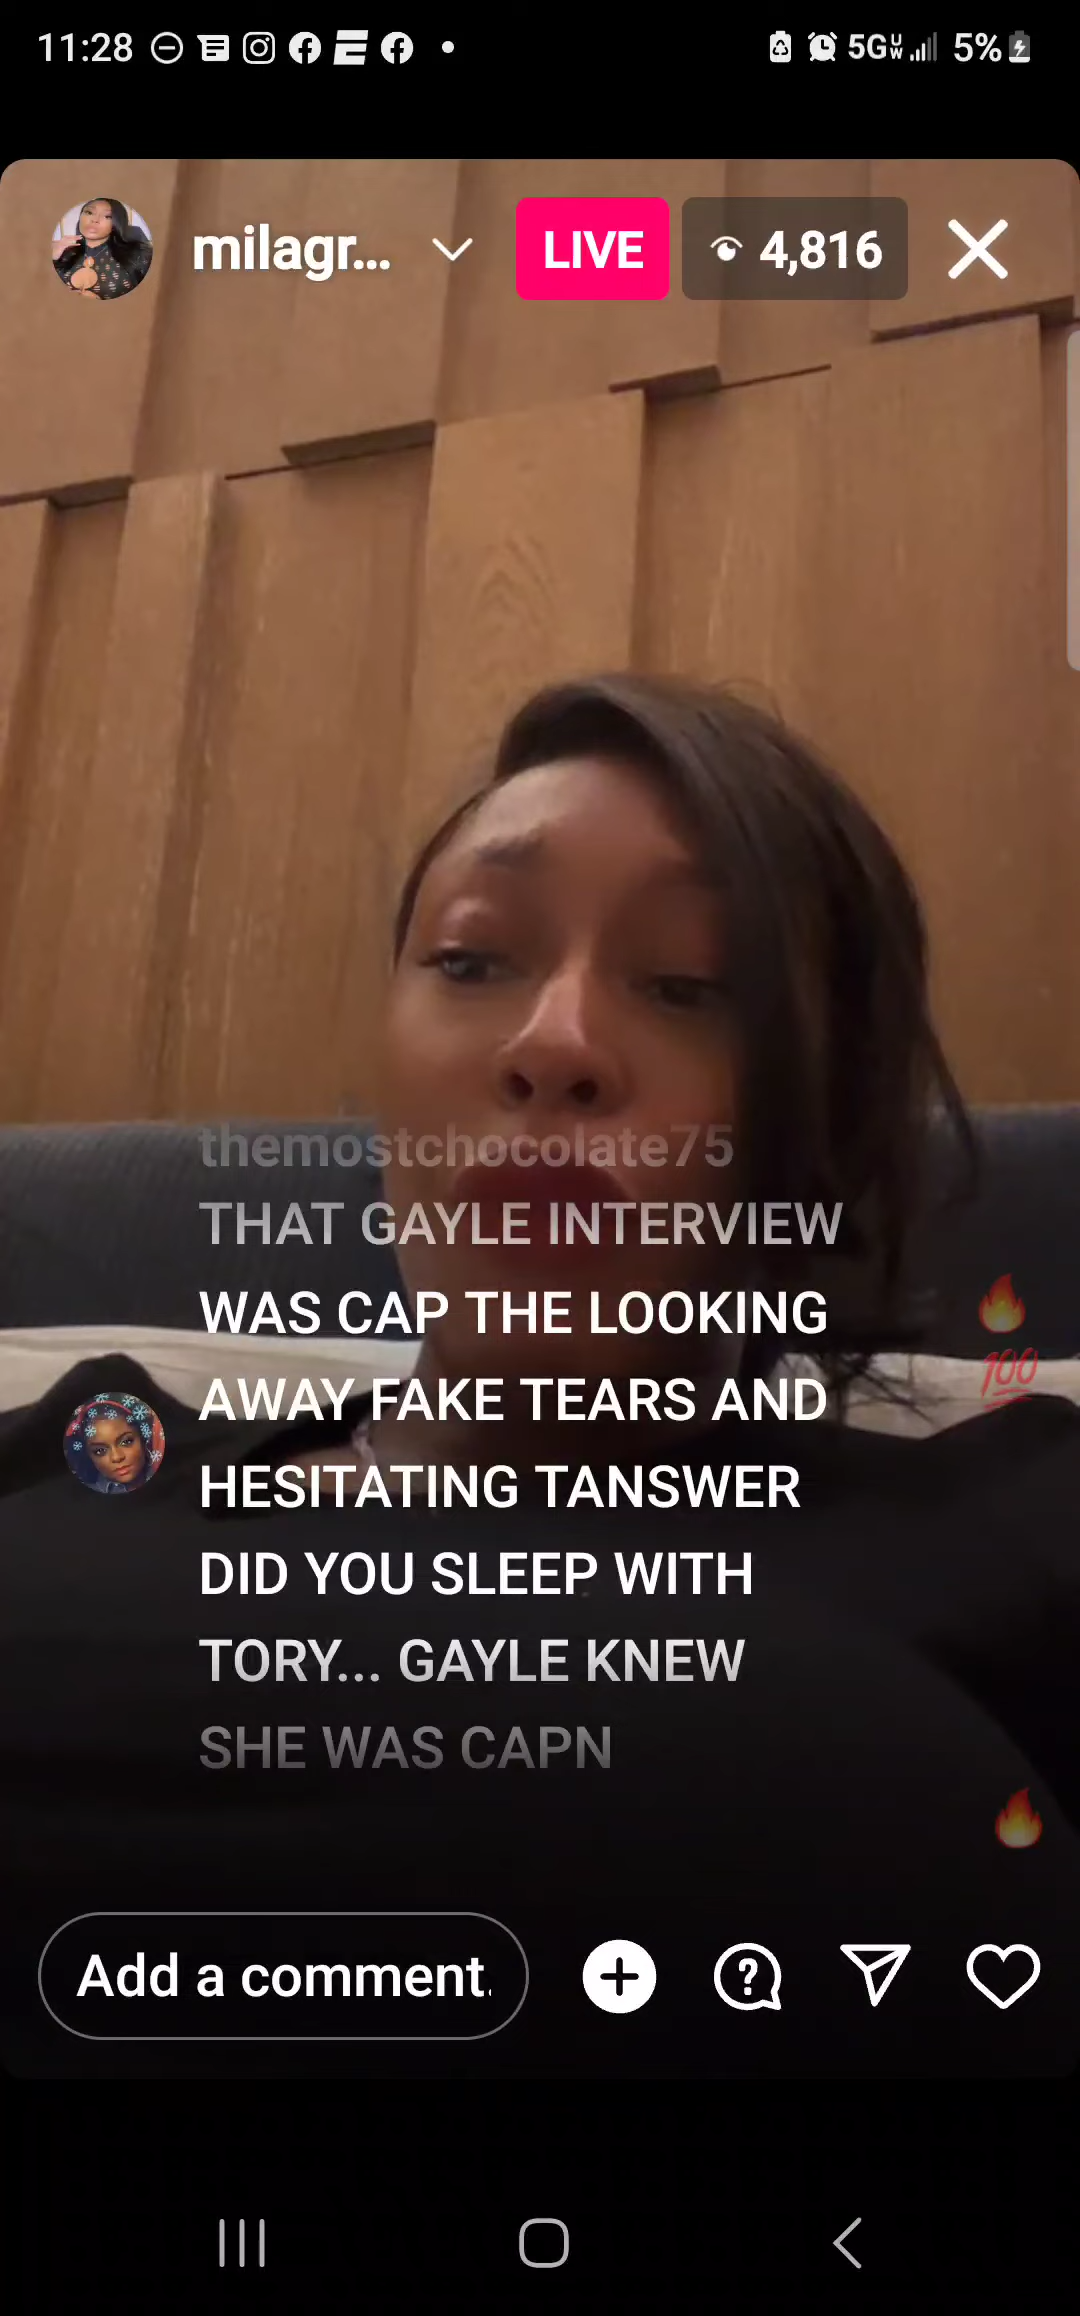 11:28
5G UW
5%
milagr...
LIVE
4,816
themostchocolate75
THAT GAYLE INTERVIEW
WAS CAP THE LOOKING
AWAY FAKE TEARS AND
HESITATING TANSWER
DID YOU SLEEP WITH
TORY... GAYLE KNEW
SHE WAS CAPN
100
Add a comment.